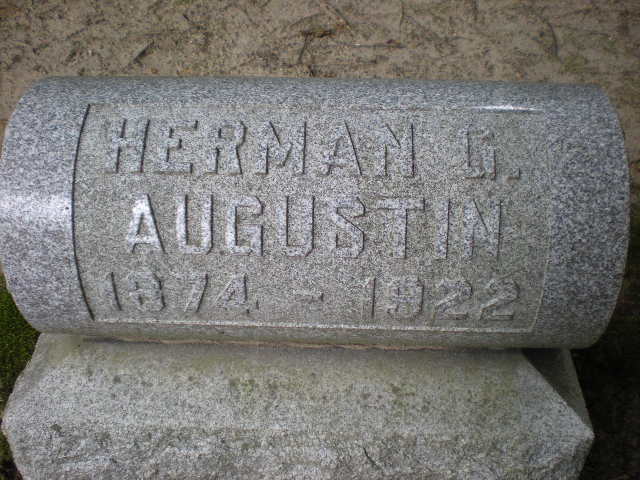 HERMAN G.
AUGUSTIN
1874 - 1922